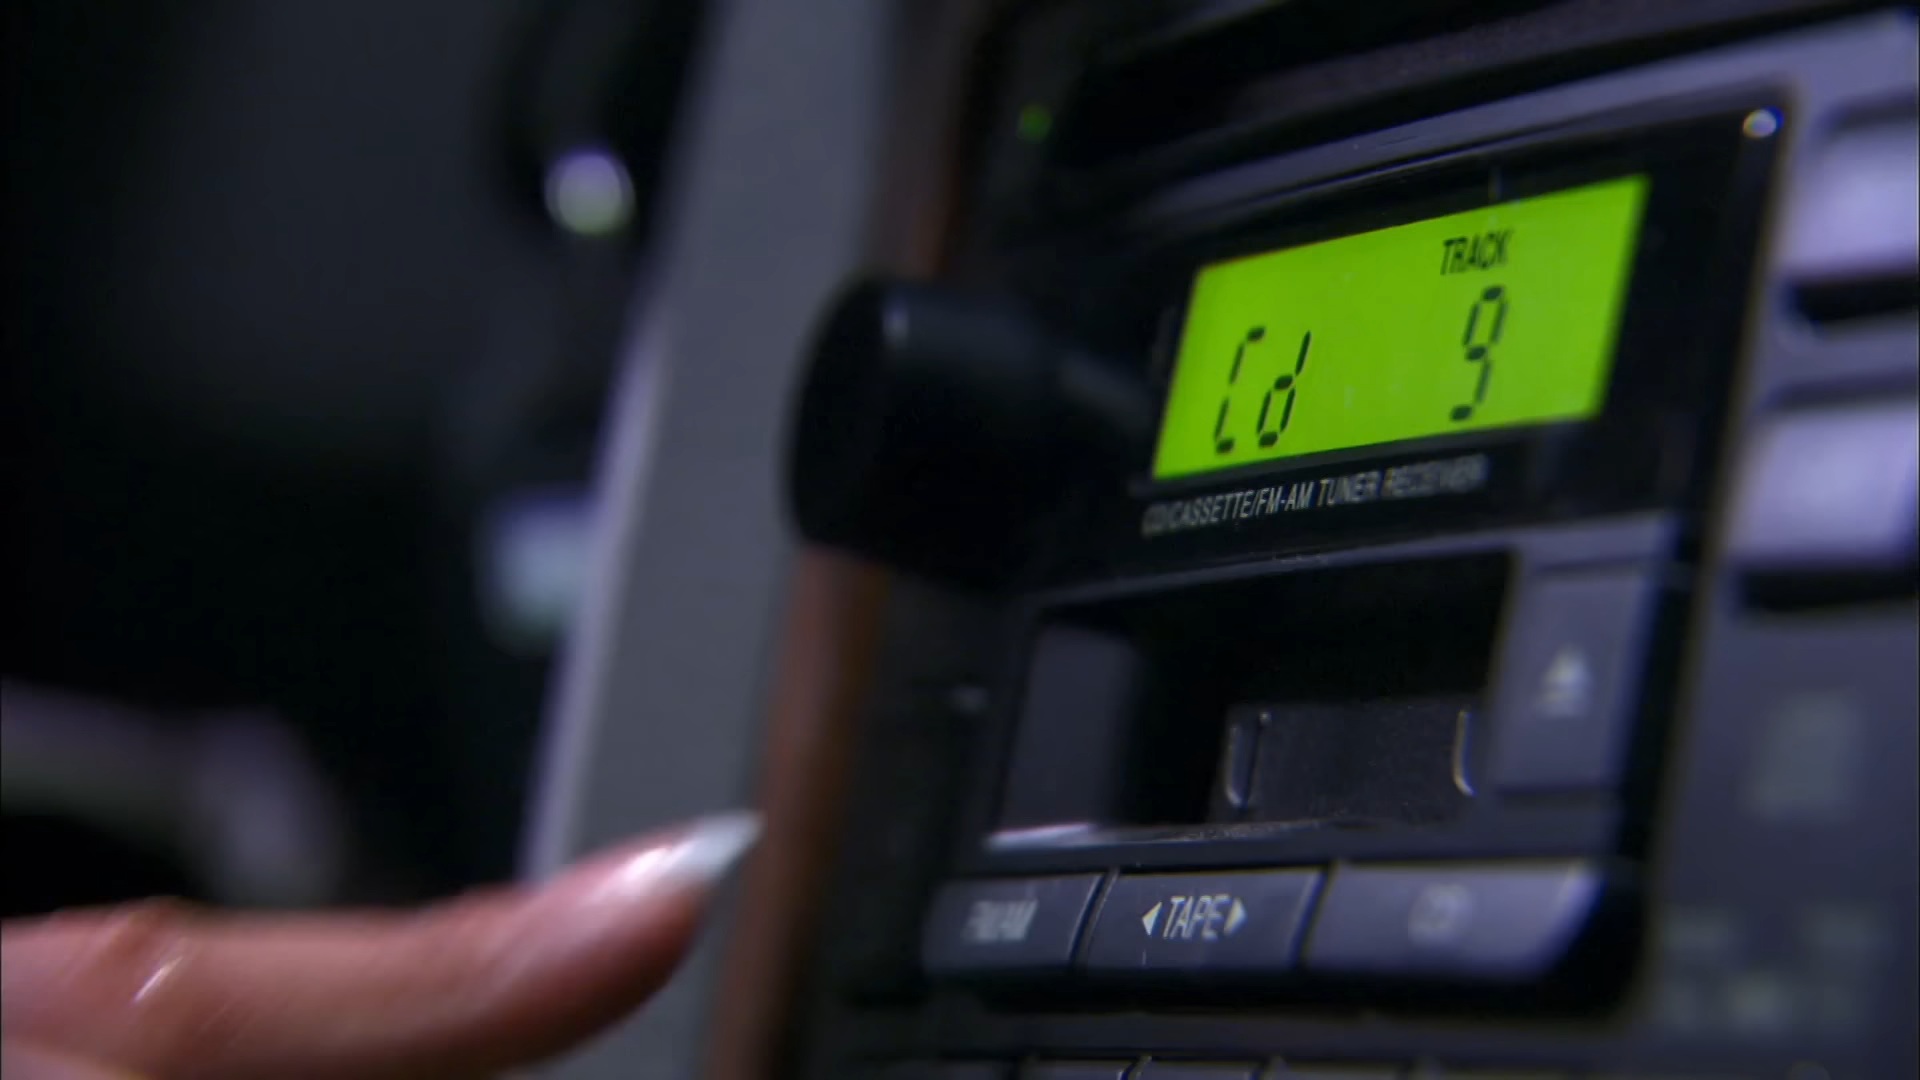 TRACK
Cd 9
CD/CASSETTE/FM-AM TUNER RECEIVER
FM/AM ◀TAPE▶ CD